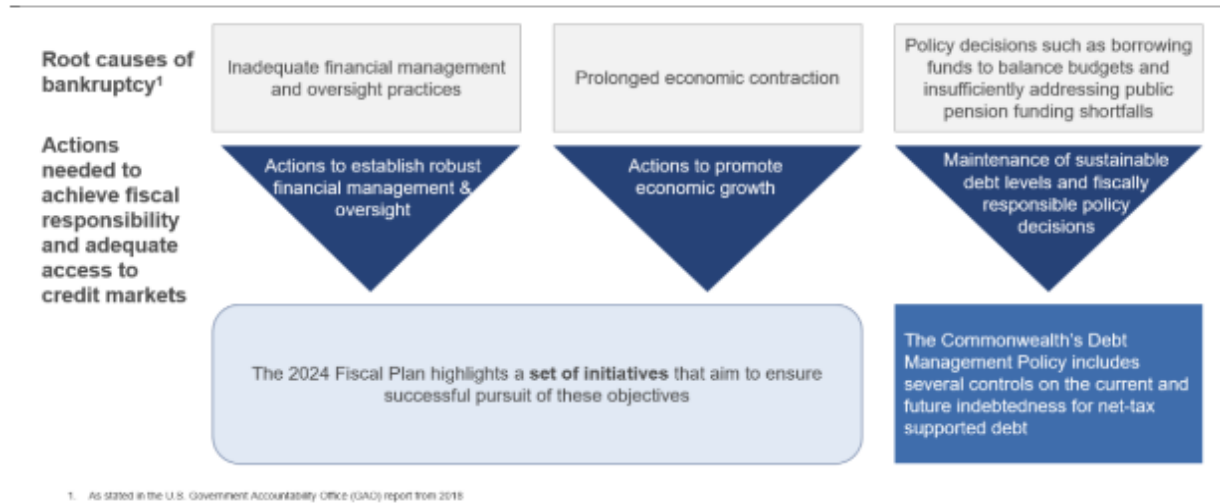 Root causes of
bankruptcy¹
Inadequate financial management
and oversight practices
Prolonged economic contraction
Policy decisions such as borrowing
funds to balance budgets and
insufficiently addressing public
pension funding shortfalls
Actions
needed to
achieve fiscal
responsibility
and adequate
access to
credit markets
Actions to establish robust
financial management &
oversight
Actions to promote
economic growth
Maintenance of sustainable
debt levels and fiscally
responsible policy
decisions
The 2024 Fiscal Plan highlights a set of initiatives that aim to ensure
successful pursuit of these objectives
The Commonwealth's Debt
Management Policy includes
several controls on the current and
future indebtedness for net-tax
supported debt
1. As stated in the U.S. Government Accountability Office (GAO) report from 2018